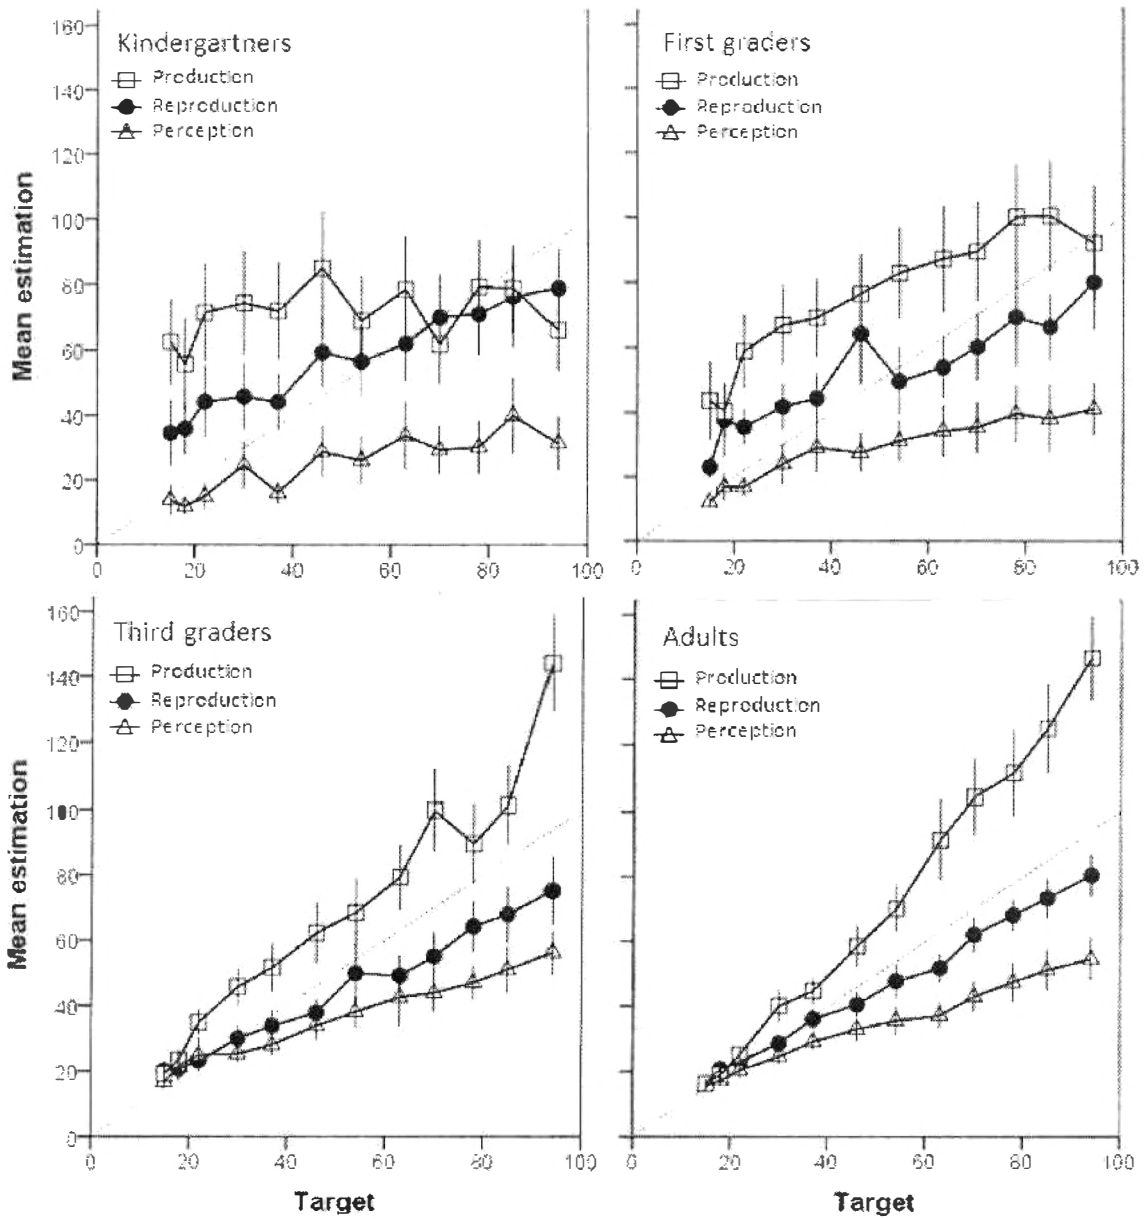 Kindergartners
Production
Reproduction
Perception
160
140
120
100
80
60
40
20
0
Mean estimation
0 20 40 60 80 100
First graders
Production
Reproduction
Perception
0 20 40 60 80 100
Third graders
Production
Reproduction
Perception
160
140
120
100
80
60
40
20
0
Mean estimation
0 20 40 60 80 100
Target
Adults
Production
Reproduction
Perception
0 20 40 60 80 100
Target